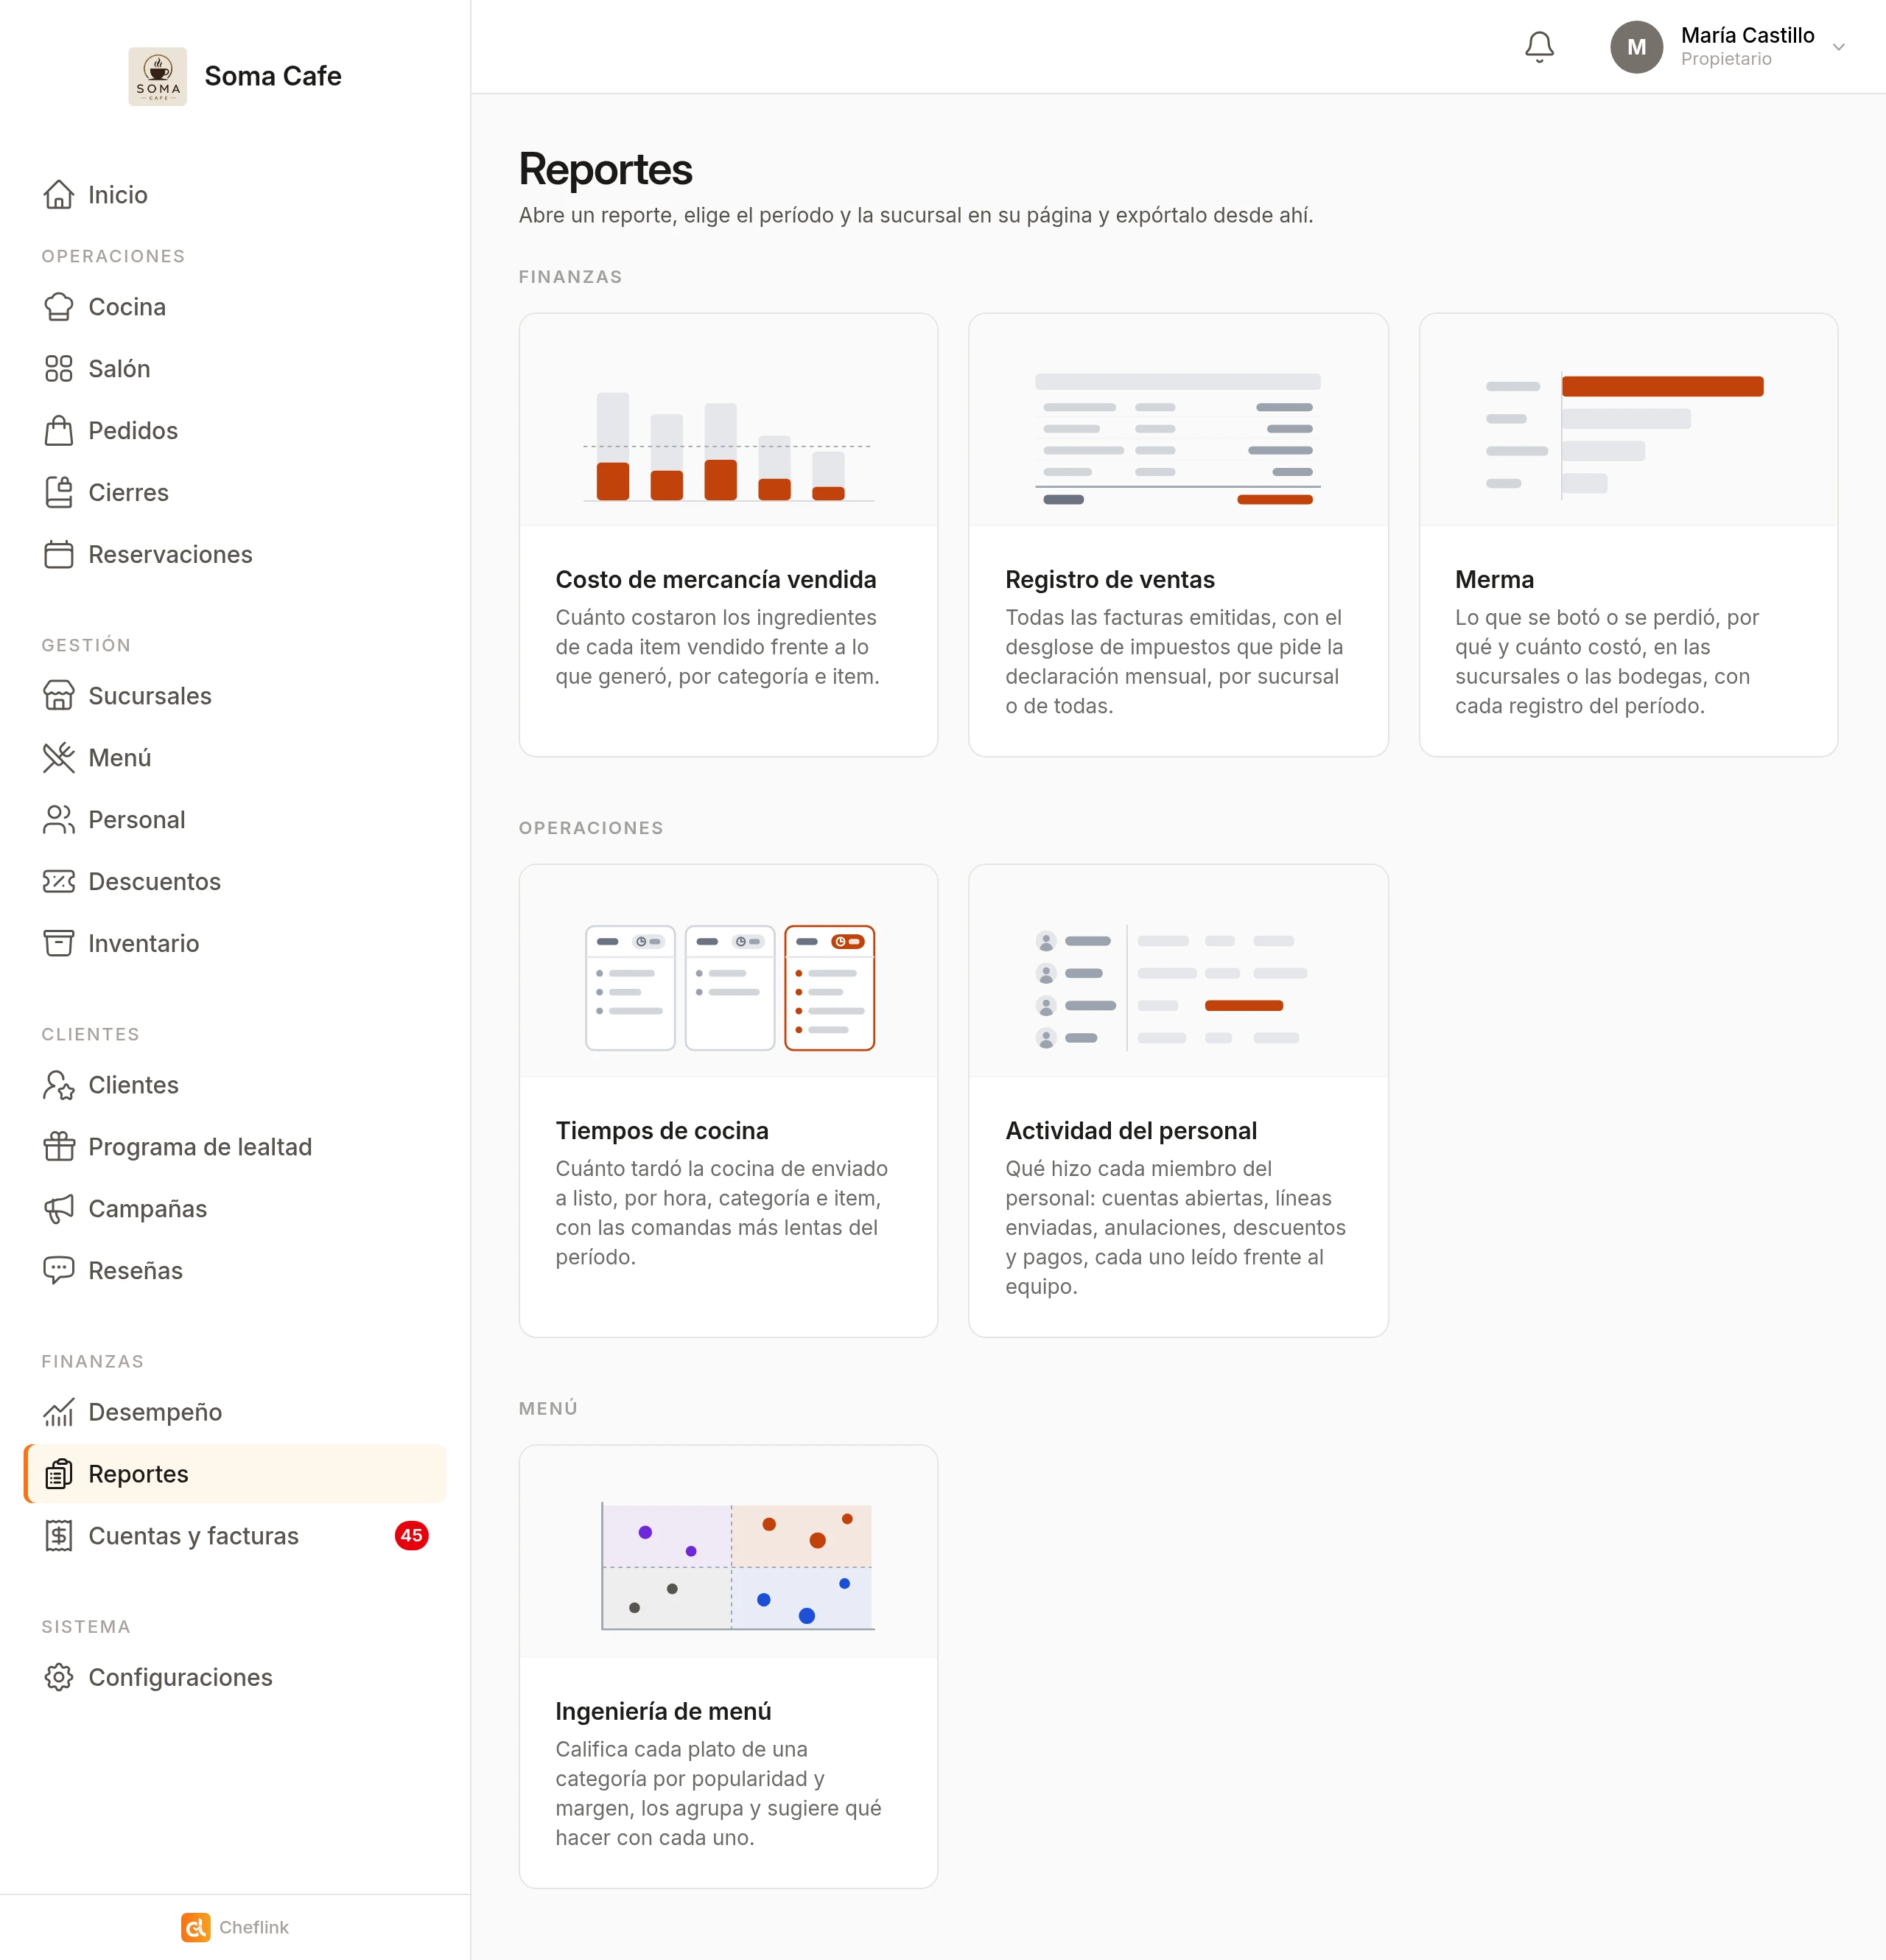 SOMA
CAFE
Soma Cafe
Inicio
OPERACIONES
Cocina
Salón
Pedidos
Cierres
Reservaciones
GESTIÓN
Sucursales
Menú
Personal
Descuentos
Inventario
CLIENTES
Clientes
Programa de lealtad
Campañas
Reseñas
FINANZAS
Desempeño
Reportes
Cuentas y facturas
45
SISTEMA
Configuraciones
Cheflink
M
María Castillo
Propietario
Reportes
Abre un reporte, elige el período y la sucursal en su página y expórtalo desde ahí.
FINANZAS
Costo de mercancía vendida
Cuánto costaron los ingredientes
de cada item vendido frente a lo
que generó, por categoría e item.
Registro de ventas
Todas las facturas emitidas, con el
desglose de impuestos que pide la
declaración mensual, por sucursal
o de todas.
Merma
Lo que se botó o se perdió, por
qué y cuánto costó, en las
sucursales o las bodegas, con
cada registro del período.
OPERACIONES
Tiempos de cocina
Cuánto tardó la cocina de enviado
a listo, por hora, categoría e item,
con las comandas más lentas del
período.
Actividad del personal
Qué hizo cada miembro del
personal: cuentas abiertas, líneas
enviadas, anulaciones, descuentos
y pagos, cada uno leído frente al
equipo.
MENÚ
Ingeniería de menú
Califica cada plato de una
categoría por popularidad y
margen, los agrupa y sugiere qué
hacer con cada uno.